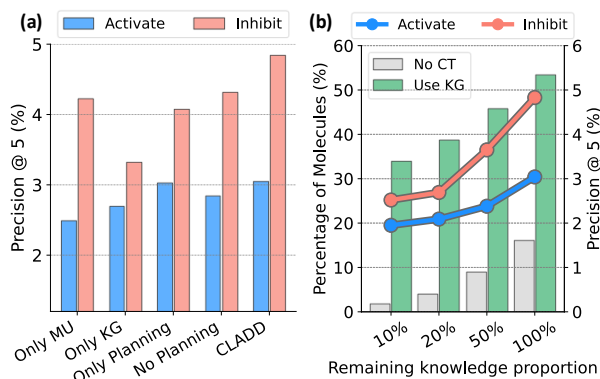 (a)
Activate
Inhibit
Precision @ 5 (%)
5
4
3
2
Only MU
Only KG
Only Planning
No Planning
CLADD
(b)
Activate
Inhibit
No CT
Use KG
Percentage of Molecules (%)
60
50
40
30
20
10
0
6
5
4
3
2
1
0
Precision @ 5 (%)
10%
20%
50%
100%
Remaining knowledge proportion